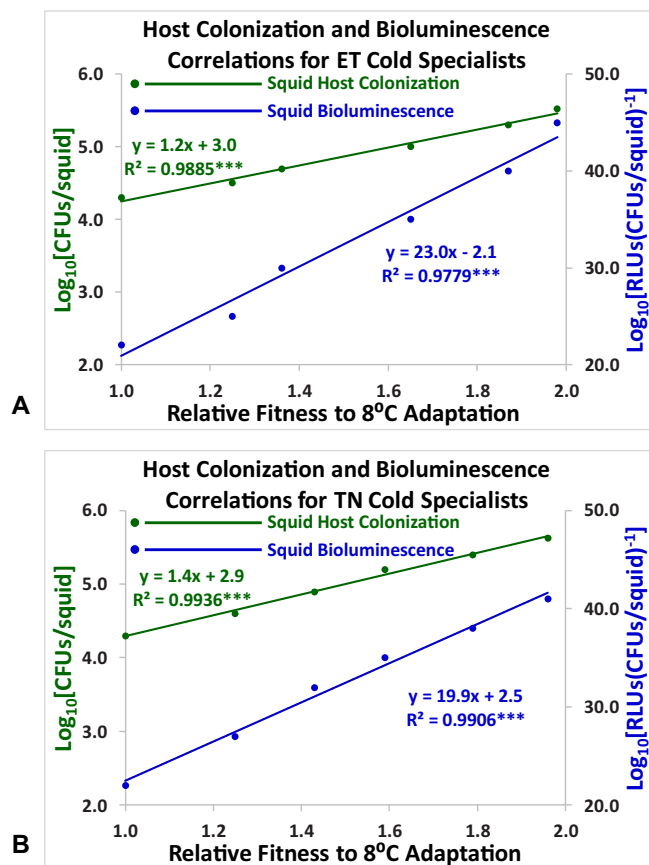 Host Colonization and Bioluminescence
Correlations for ET Cold Specialists
6.0
50.0
Squid Host Colonization
Squid Bioluminescence
y = 1.2x + 3.0
R² = 0.9885***
5.0
40.0
4.0
30.0
y = 23.0x - 2.1
R² = 0.9779***
3.0
2.0
20.0
Log₁₀[CFUs/squid]
Log₁₀[RLUs(CFUs/squid)⁻¹]
1.0 1.2 1.4 1.6 1.8 2.0
Relative Fitness to 8⁰C Adaptation
A
Host Colonization and Bioluminescence
Correlations for TN Cold Specialists
6.0
50.0
Squid Host Colonization
Squid Bioluminescence
y = 1.4x + 2.9
R² = 0.9936***
5.0
40.0
4.0
30.0
y = 19.9x + 2.5
R² = 0.9906***
3.0
2.0
20.0
Log₁₀[CFUs/squid]
Log₁₀[RLUs(CFUs/squid)⁻¹]
1.0 1.2 1.4 1.6 1.8 2.0
Relative Fitness to 8⁰C Adaptation
B